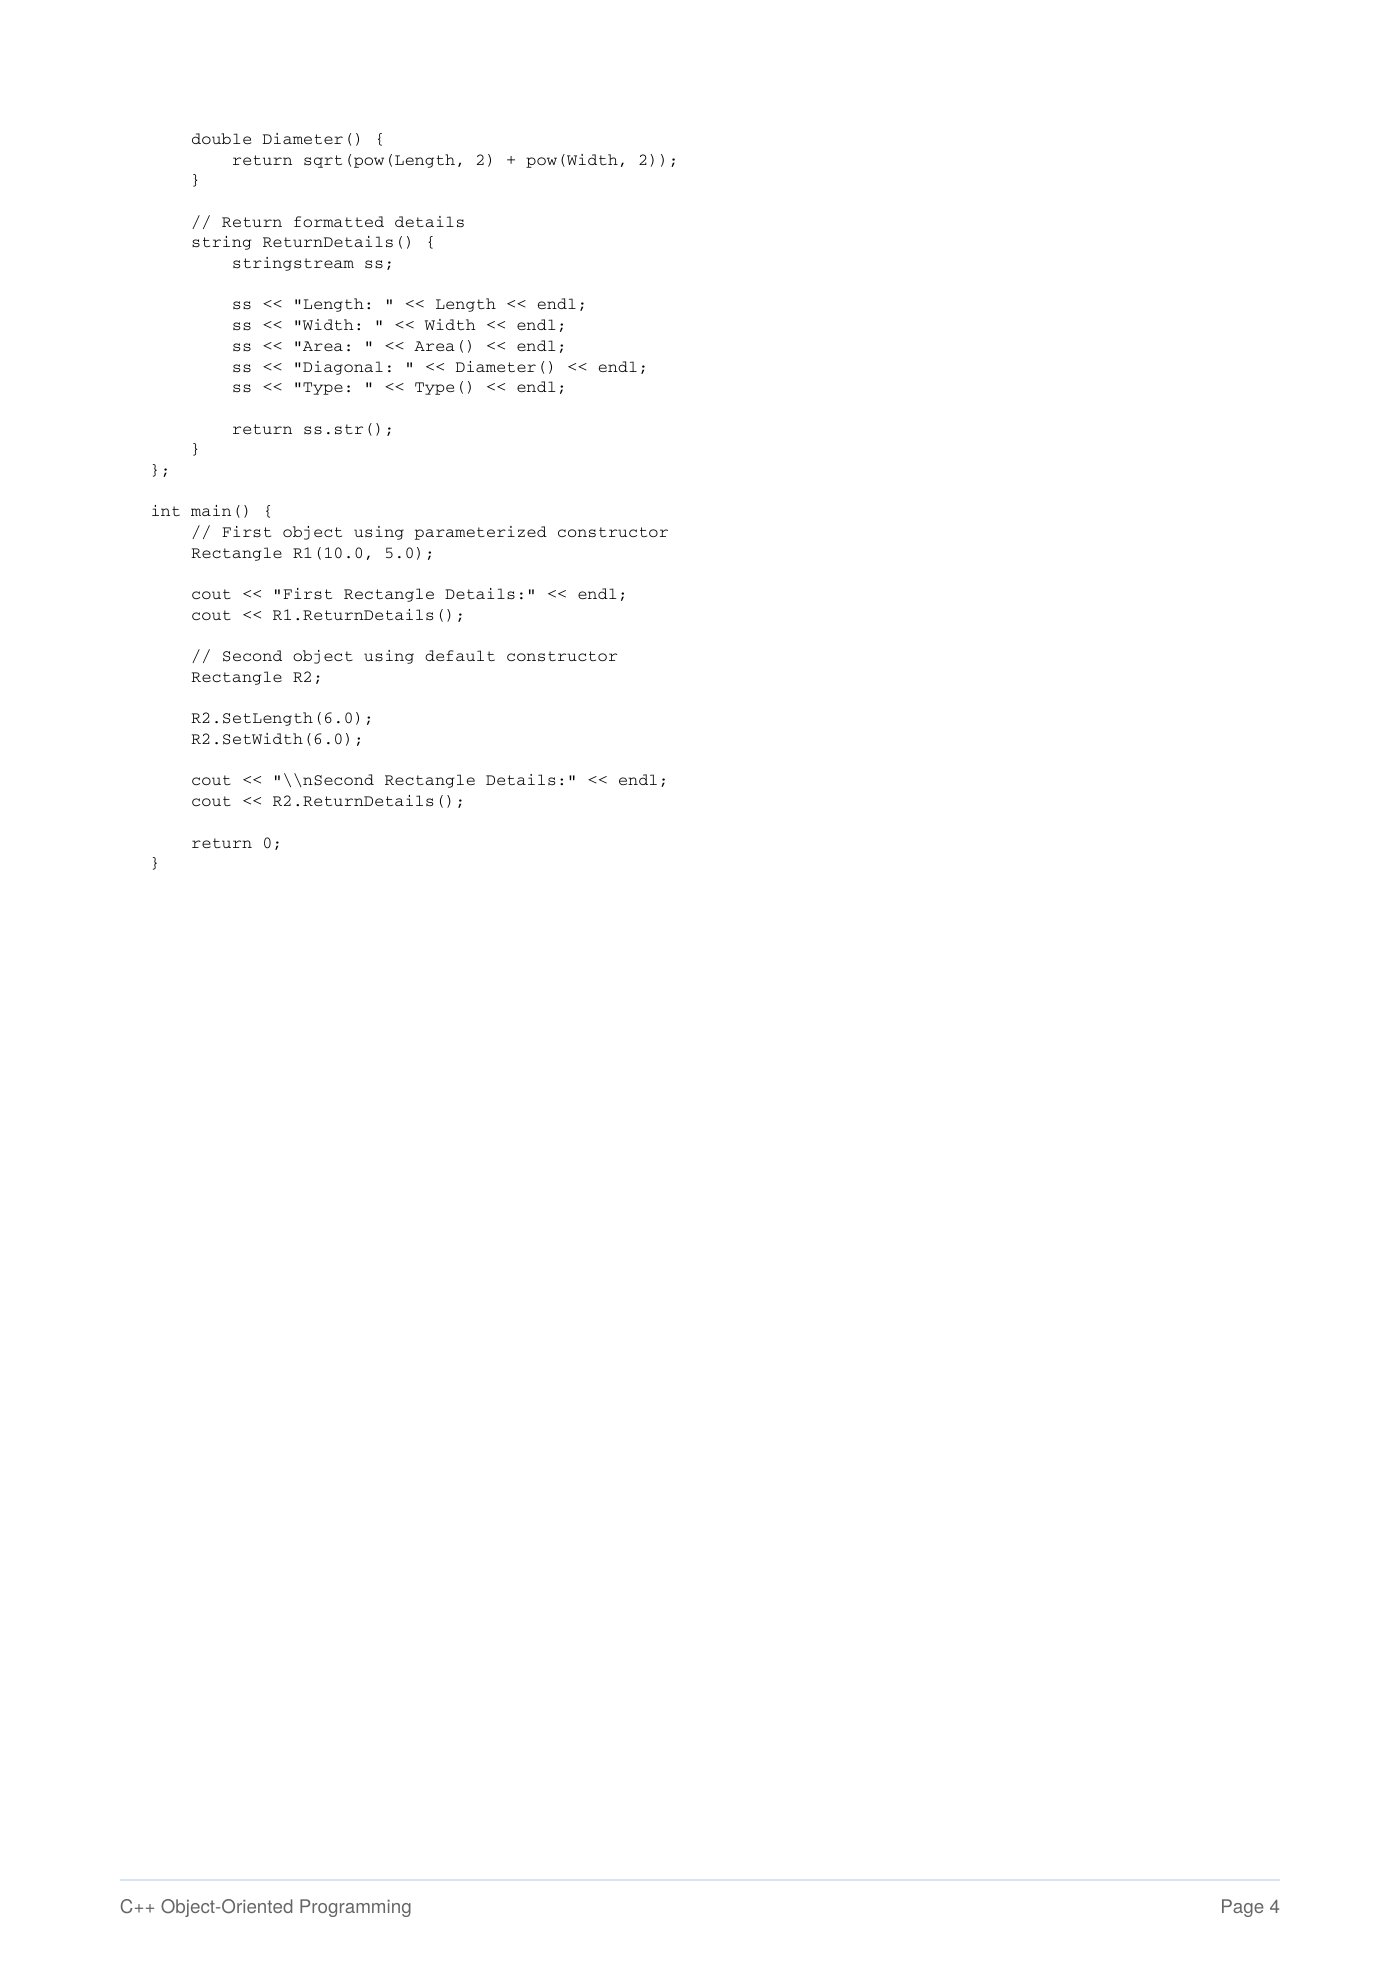 double Diameter() {
        return sqrt(pow(Length, 2) + pow(Width, 2));
    }

    // Return formatted details
    string ReturnDetails() {
        stringstream ss;

        ss << "Length: " << Length << endl;
        ss << "Width: " << Width << endl;
        ss << "Area: " << Area() << endl;
        ss << "Diagonal: " << Diameter() << endl;
        ss << "Type: " << Type() << endl;

        return ss.str();
    }
};

int main() {
    // First object using parameterized constructor
    Rectangle R1(10.0, 5.0);

    cout << "First Rectangle Details:" << endl;
    cout << R1.ReturnDetails();

    // Second object using default constructor
    Rectangle R2;

    R2.SetLength(6.0);
    R2.SetWidth(6.0);

    cout << "\\nSecond Rectangle Details:" << endl;
    cout << R2.ReturnDetails();

    return 0;
}
C++ Object-Oriented Programming
Page 4